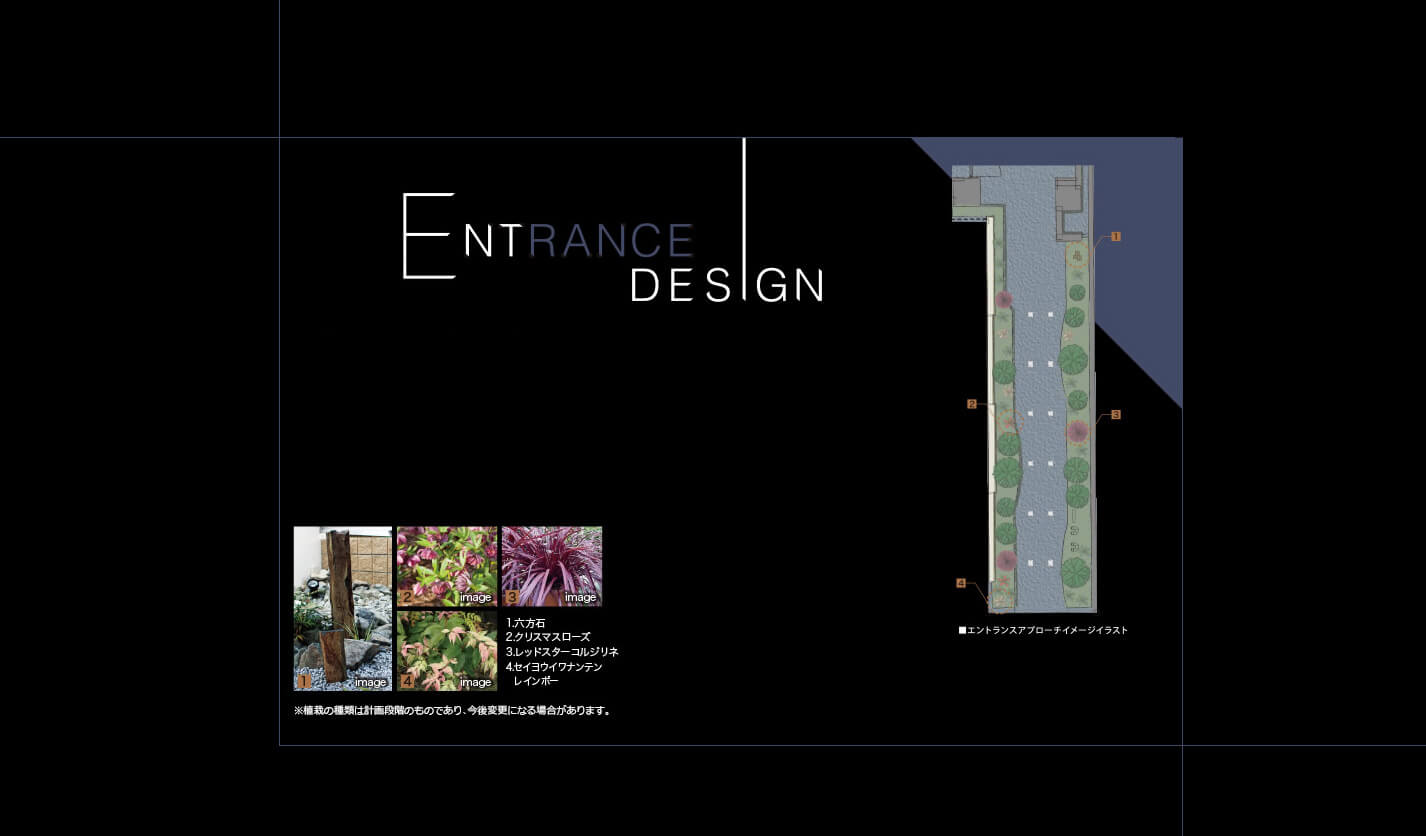 ENTRANCE
DESIGN
1
2
3
4
■エントランスアプローチイメージイラスト
1 image
2 image
3 image
4 image
1.六方石
2.クリスマスローズ
3.レッドスターコルジリネ
4.セイヨウイワナンテン
レインボー
※植栽の種類は計画段階のものであり、今後変更になる場合があります。